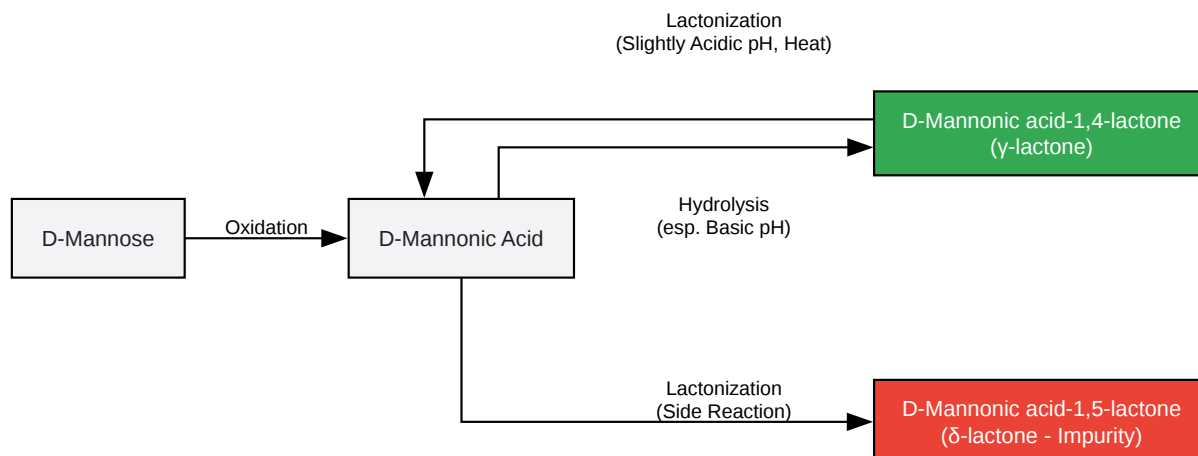 Lactonization
(Slightly Acidic pH, Heat)
D-Mannonic acid-1,4-lactone
(γ-lactone)
Hydrolysis
(esp. Basic pH)
D-Mannose
Oxidation
D-Mannonic Acid
Lactonization
(Side Reaction)
D-Mannonic acid-1,5-lactone
(δ-lactone - Impurity)